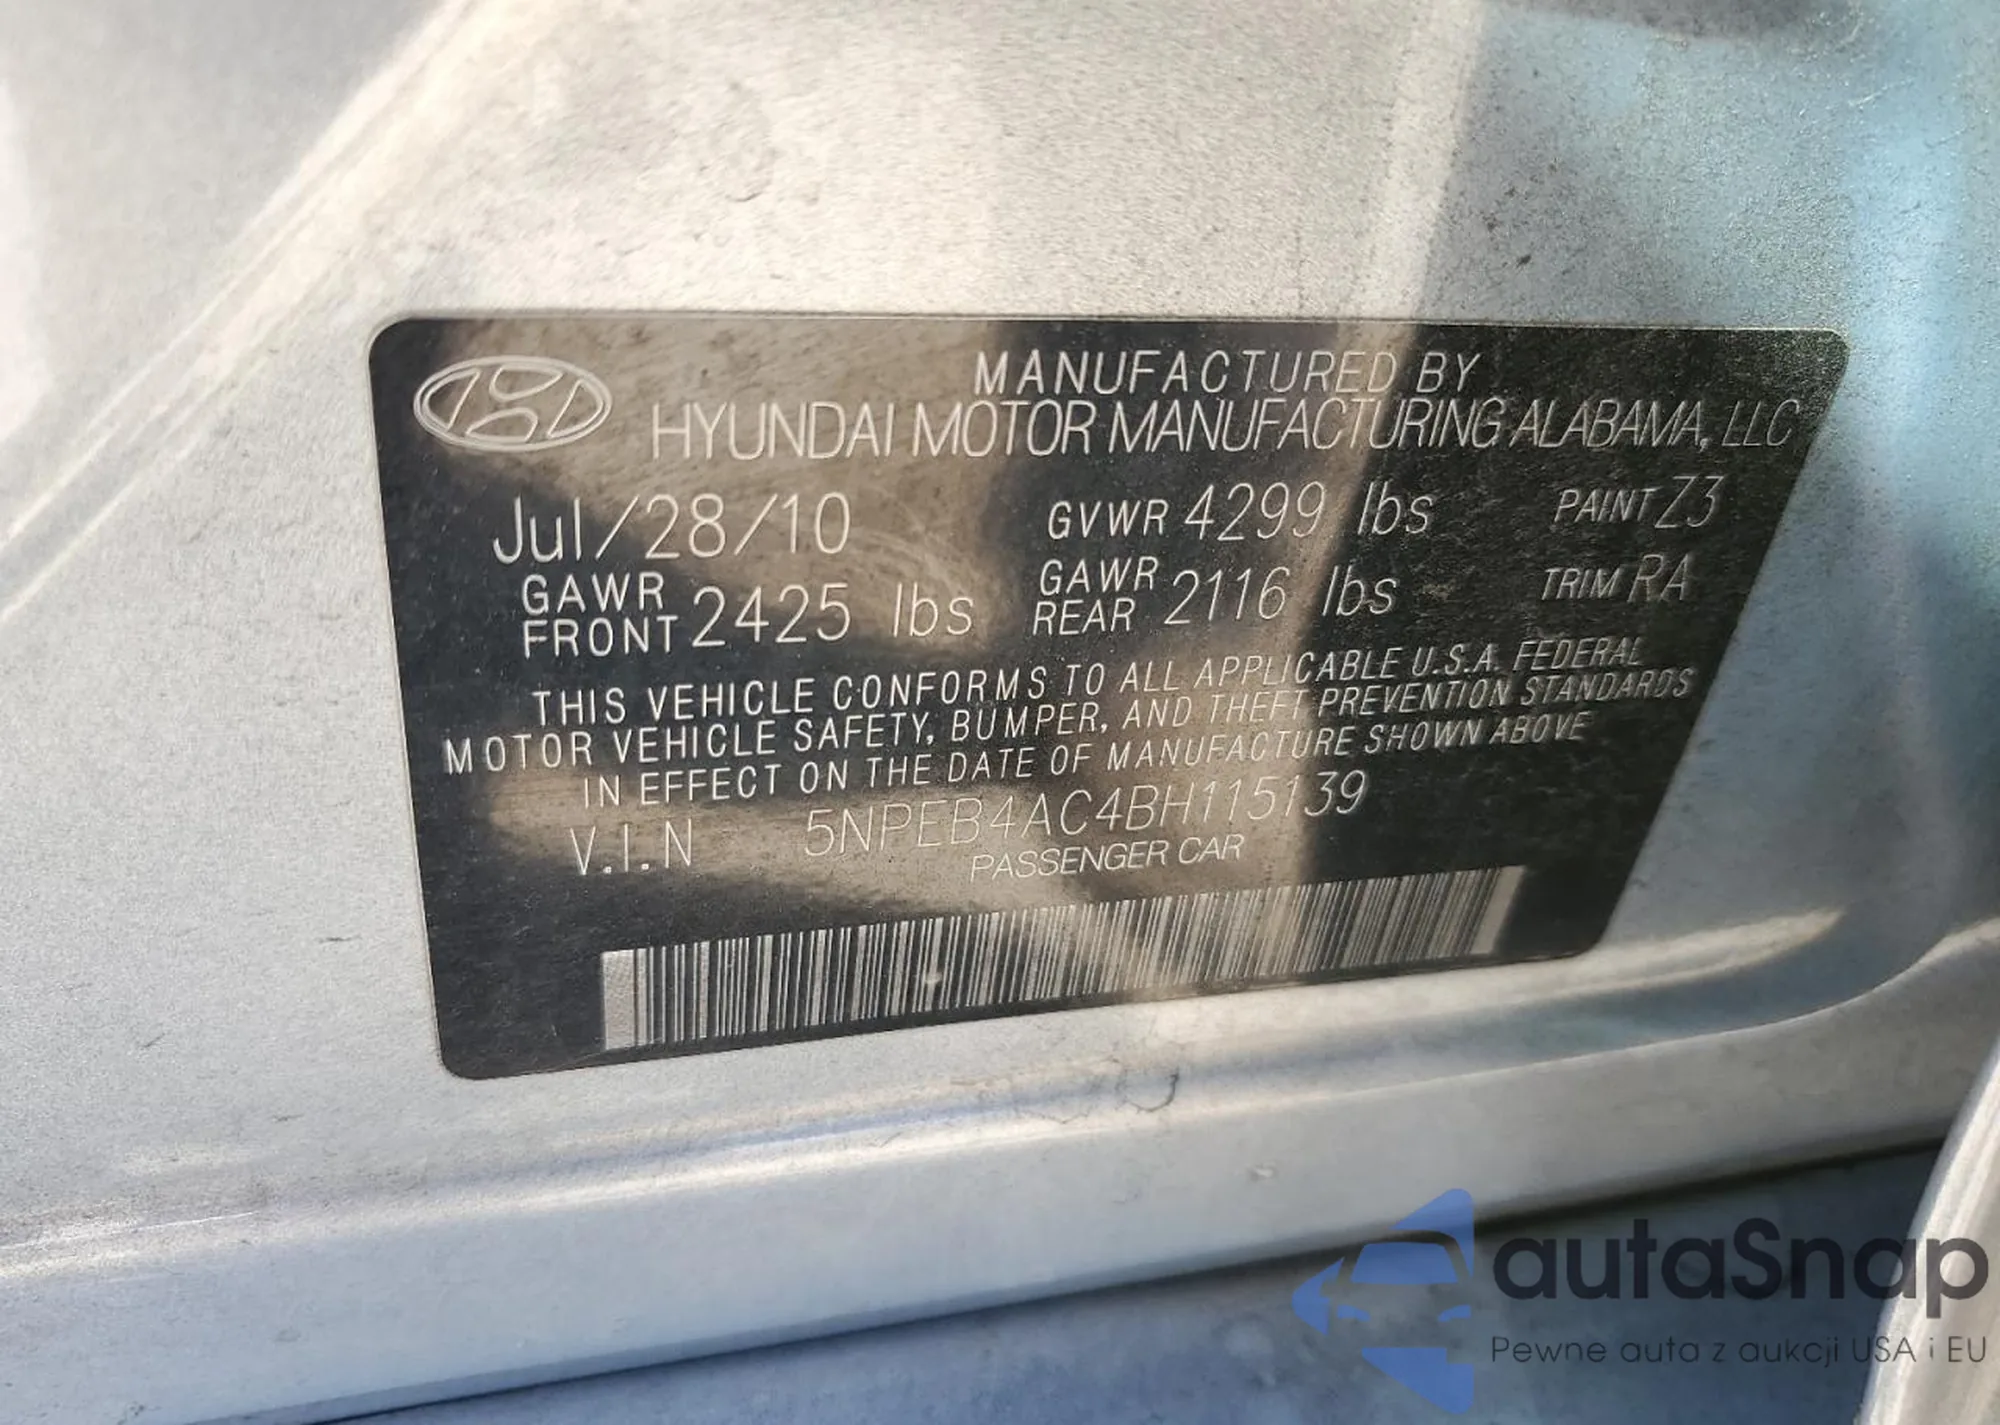 MANUFACTURED BY
HYUNDAI MOTOR MANUFACTURING ALABAMA, LLC
Jul/28/10 GVWR 4299 lbs PAINT Z3
GAWR FRONT 2425 lbs GAWR REAR 2116 lbs TRIM RA
THIS VEHICLE CONFORMS TO ALL APPLICABLE U.S.A. FEDERAL
MOTOR VEHICLE SAFETY, BUMPER, AND THEFT PREVENTION STANDARDS
IN EFFECT ON THE DATE OF MANUFACTURE SHOWN ABOVE
V.I.N 5NPEB4AC4BH115139
PASSENGER CAR
autaSnap
Pewne auta z aukcji USA i EU